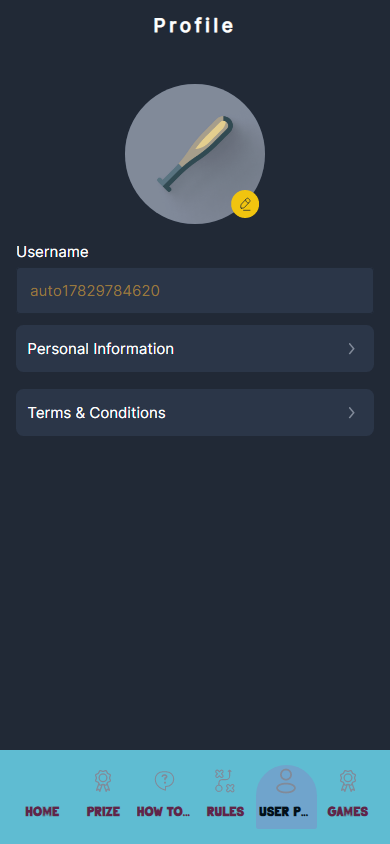 Profile
Username
auto17829784620
Personal Information
Terms & Conditions
HOME PRIZE HOW TO... RULES USER P... GAMES